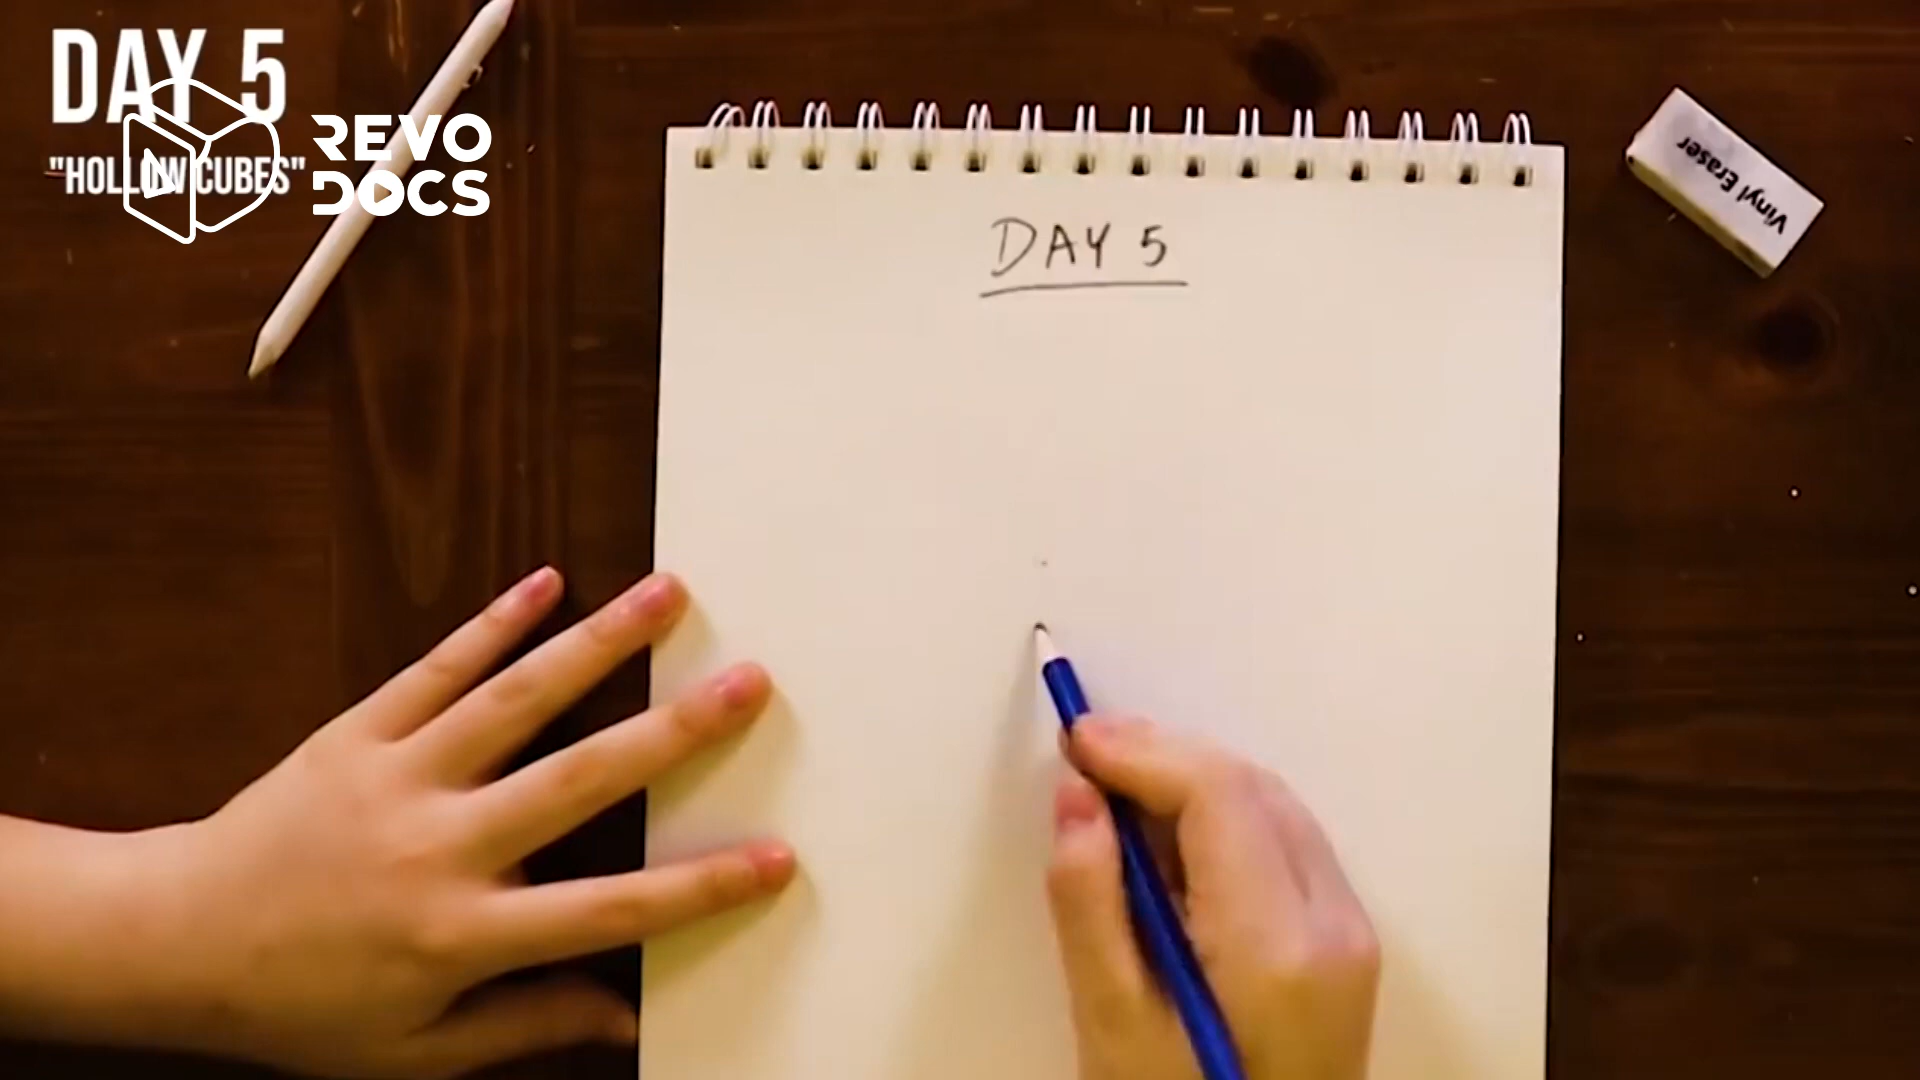 DAY 5
"HOLLOW CUBES"
REVO
DOCS
DAY 5
Vinyl Eraser